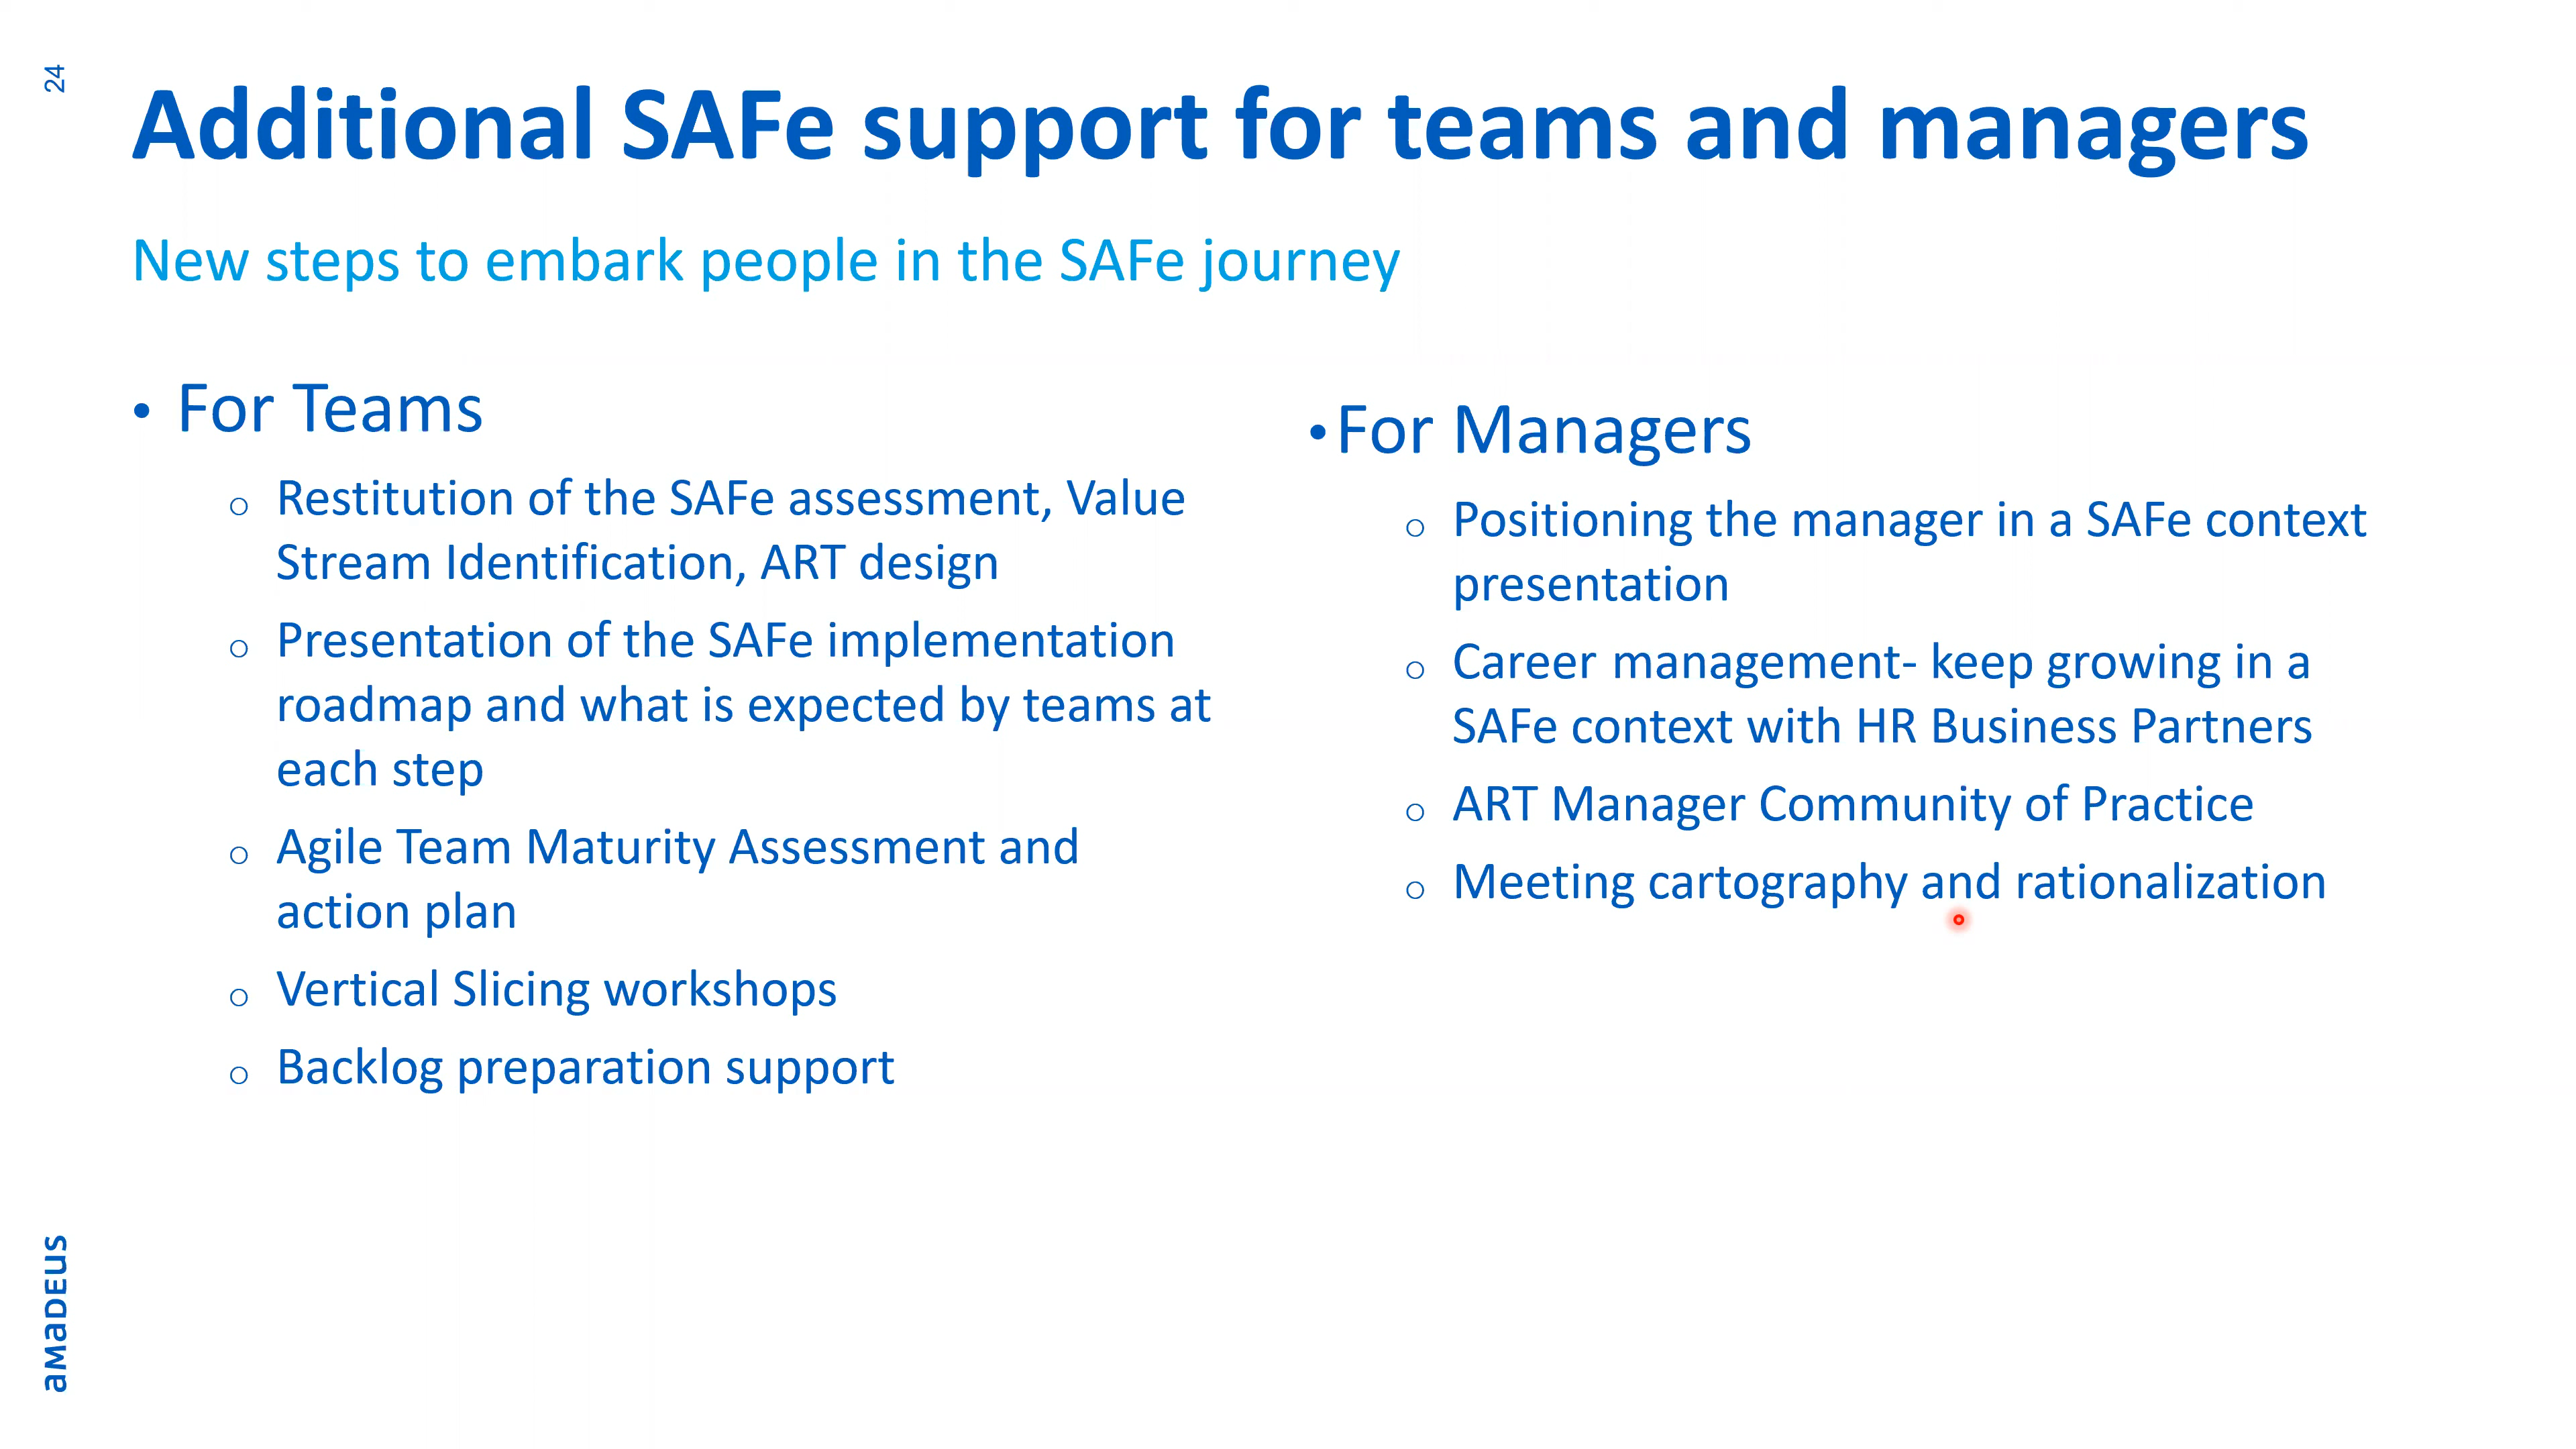 24
Additional SAFe support for teams and managers
New steps to embark people in the SAFe journey
• For Teams
o Restitution of the SAFe assessment, Value
Stream Identification, ART design
o Presentation of the SAFe implementation
roadmap and what is expected by teams at
each step
o Agile Team Maturity Assessment and
action plan
o Vertical Slicing workshops
o Backlog preparation support
•For Managers
o Positioning the manager in a SAFe context
presentation
o Career management- keep growing in a
SAFe context with HR Business Partners
o ART Manager Community of Practice
o Meeting cartography and rationalization
aMaDEUS